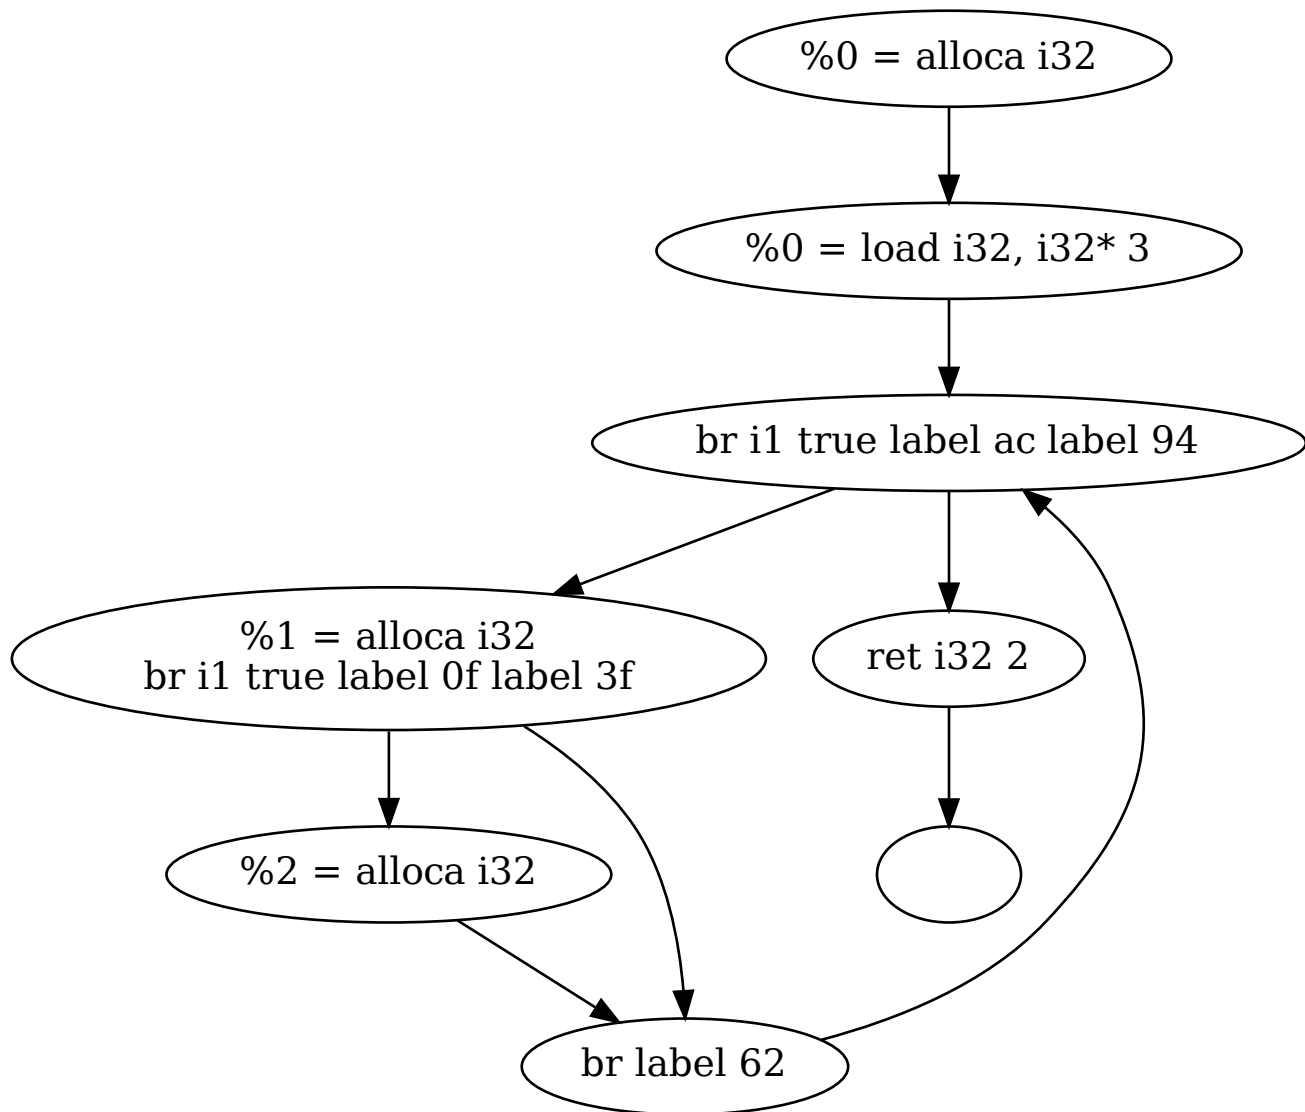 %0 = alloca i32
%0 = load i32, i32* 3
br i1 true label ac label 94
%1 = alloca i32
br i1 true label 0f label 3f
ret i32 2
%2 = alloca i32
br label 62